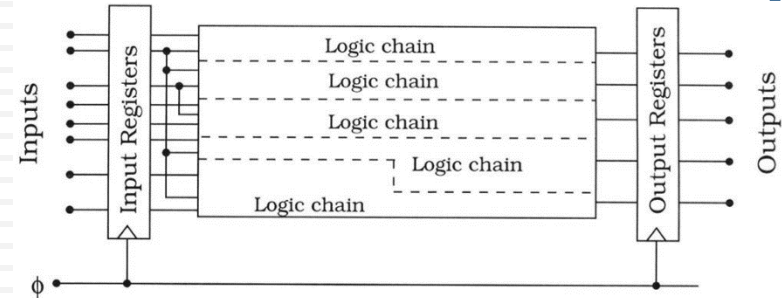 Inputs
Input Registers
Logic chain
Logic chain
Logic chain
Logic chain
Logic chain
Output Registers
Outputs
ϕ